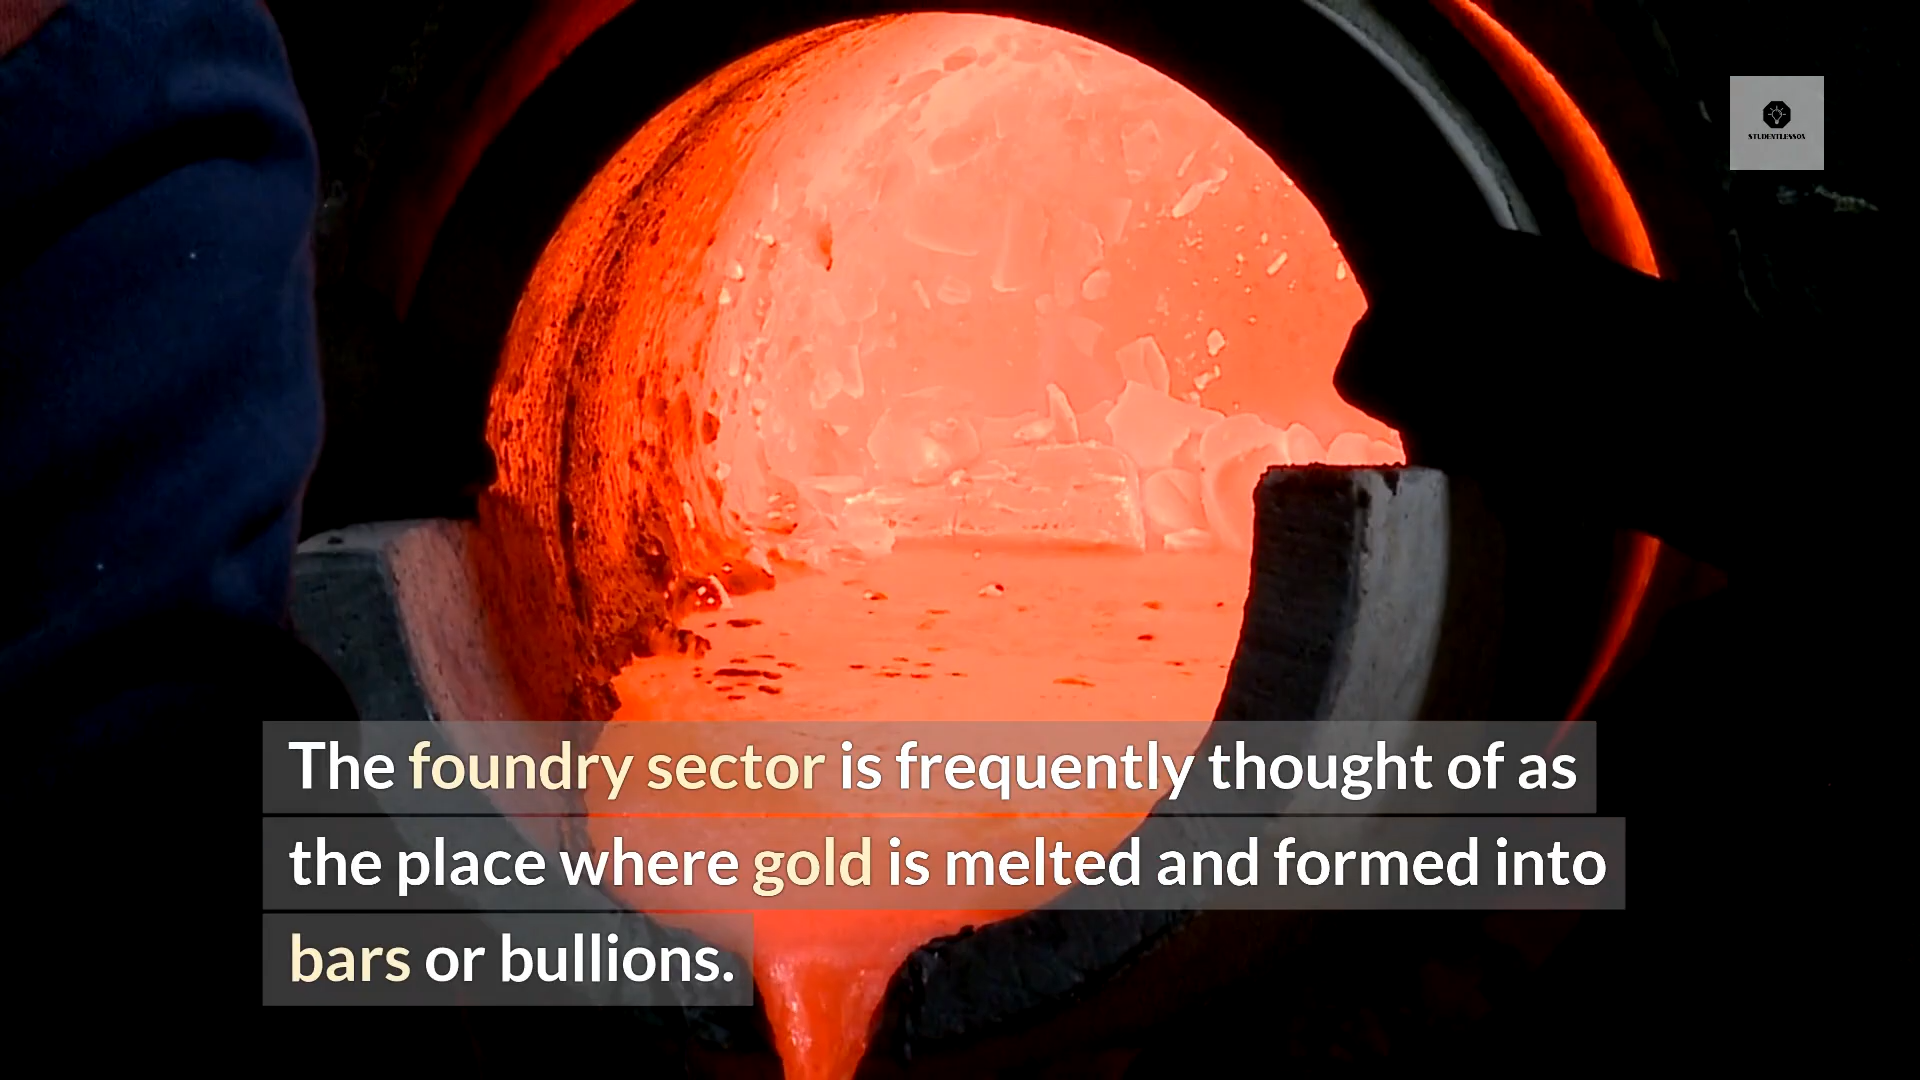 STUDENTLESSON
The foundry sector is frequently thought of as
the place where gold is melted and formed into
bars or bullions.